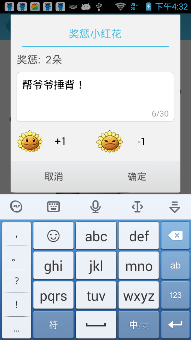 下午4:32
奖惩小红花
奖惩: 2朵
帮爷爷捶背！
6/30
+1 -1
取消 确定
, abc def
。 ghi jkl mno ab
? pqrs tuv wxyz 123
!
... 符 中